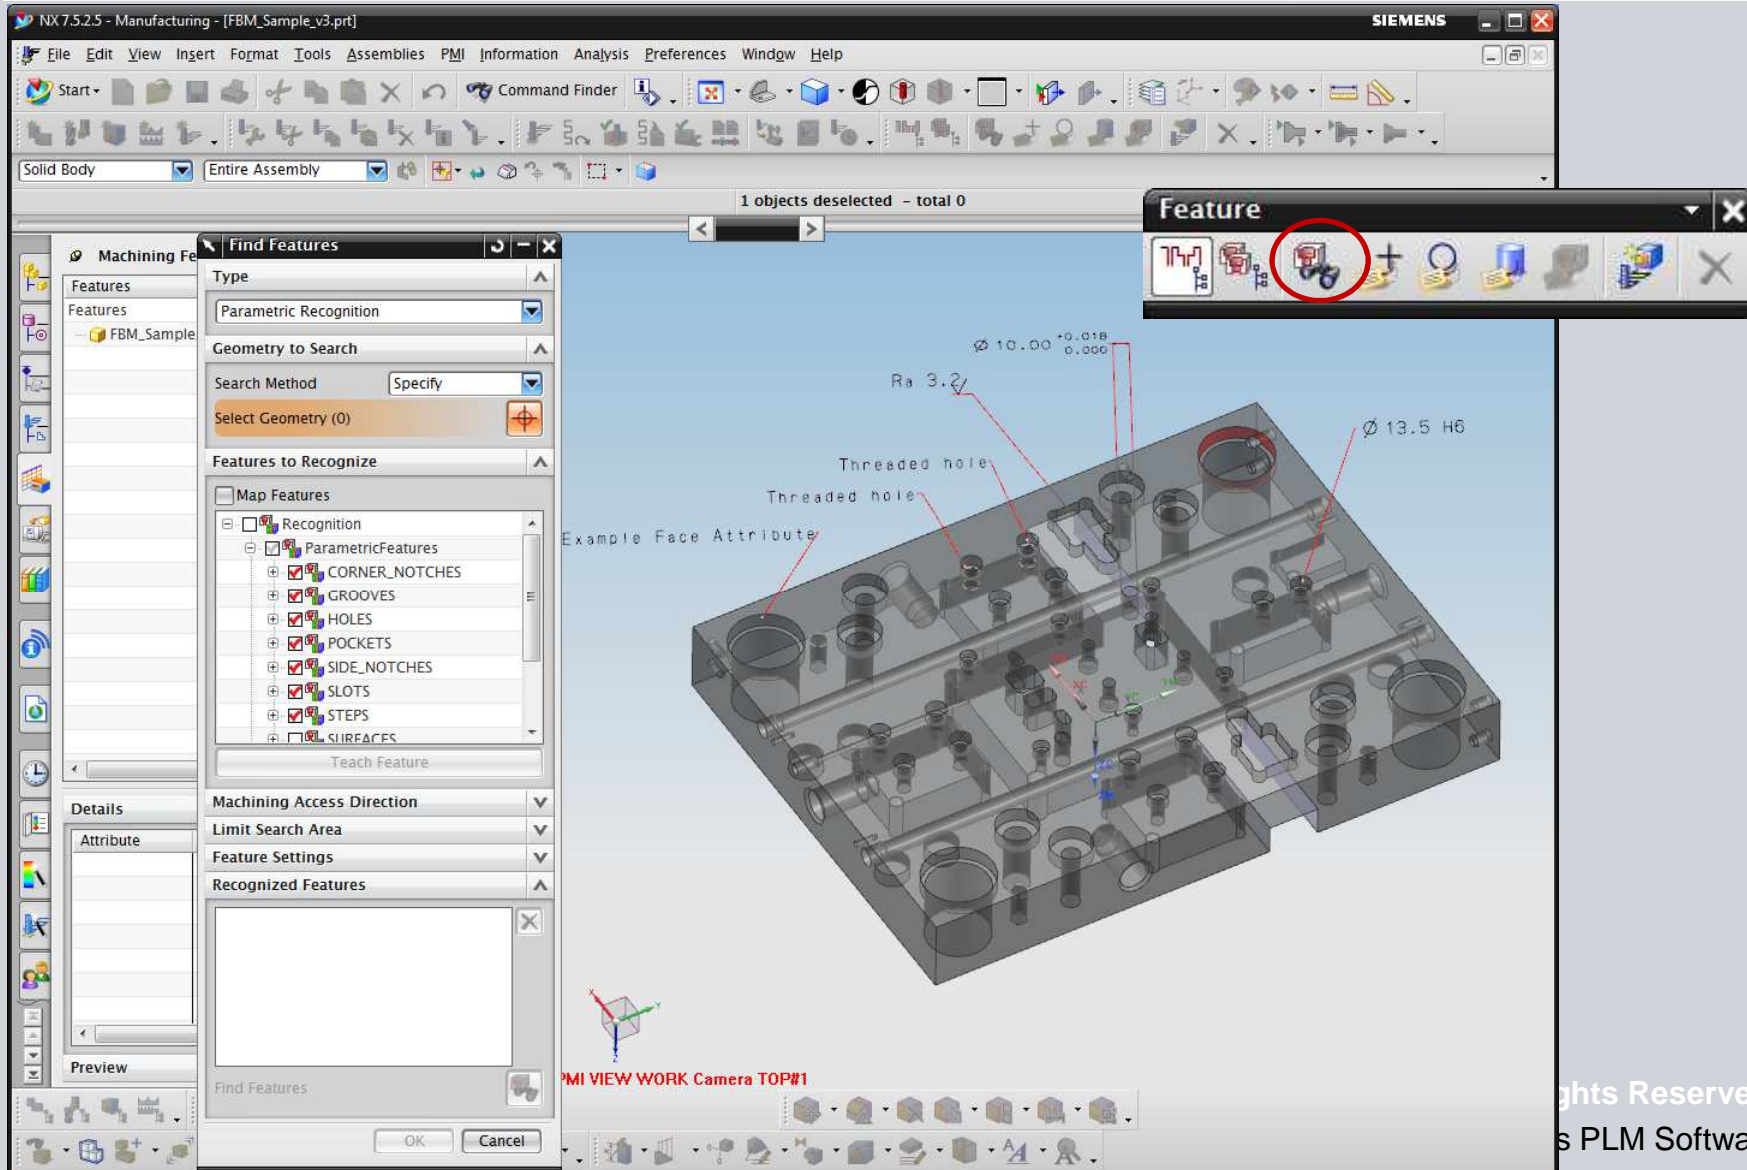 NX 7.5.2.5 - Manufacturing - [FBM_Sample_v3.prt]
SIEMENS
File Edit View Insert Format Tools Assemblies PMI Information Analysis Preferences Window Help
Start
Command Finder
Solid Body
Entire Assembly
1 objects deselected - total 0
Feature
Machining Fe
Features
Features
FBM_Sample
Details
Attribute
Preview
Find Features
Type
Parametric Recognition
Geometry to Search
Search Method
Specify
Select Geometry (0)
Features to Recognize
Map Features
Recognition
ParametricFeatures
CORNER_NOTCHES
GROOVES
HOLES
POCKETS
SIDE_NOTCHES
SLOTS
STEPS
SURFACES
Teach Feature
Machining Access Direction
Limit Search Area
Feature Settings
Recognized Features
Find Features
OK
Cancel
Ø 10.00 +0.018 0.000
Ra 3.2
Ø 13.5 H6
Threaded hole
Threaded hole
Example Face Attribute
XC
YC
X
Y
Z
PMI VIEW WORK Camera TOP#1
ghts Reserve
s PLM Softwa